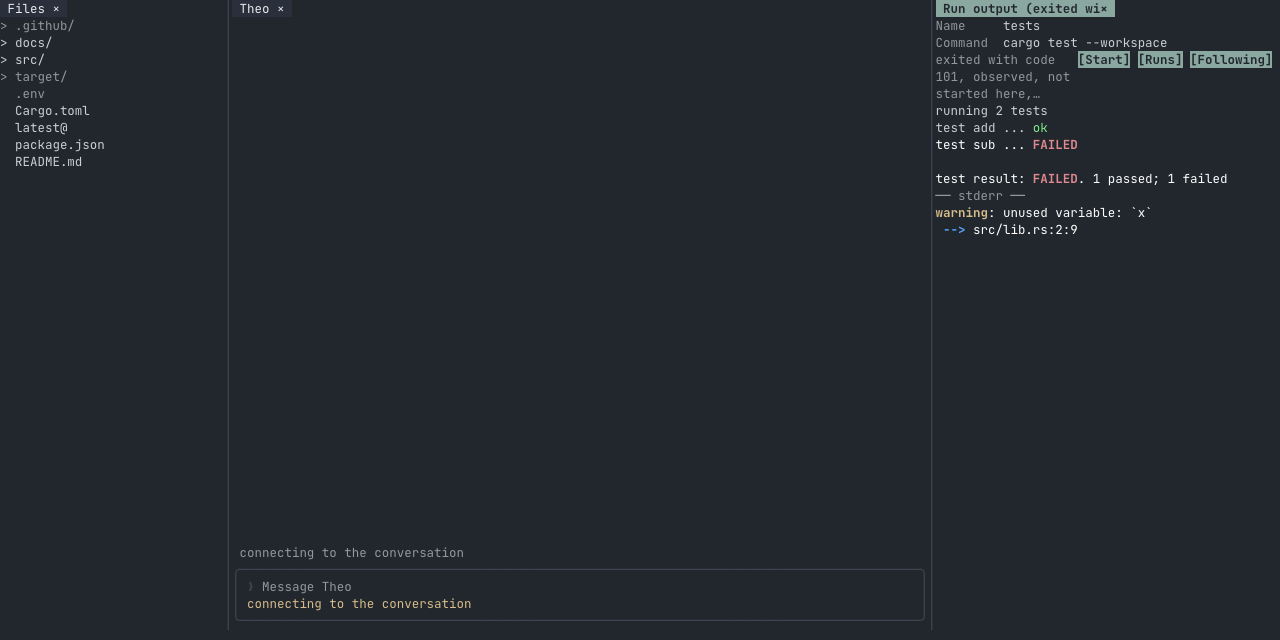 Files ×
> .github/
> docs/
> src/
> target/
.env
Cargo.toml
latest@
package.json
README.md
Theo ×
connecting to the conversation
⟩ Message Theo
connecting to the conversation
Run output (exited wi×
Name tests
Command cargo test --workspace
exited with code [Start] [Runs] [Following]
101, observed, not
started here,…
running 2 tests
test add ... ok
test sub ... FAILED
test result: FAILED. 1 passed; 1 failed
── stderr ──
warning: unused variable: `x`
--> src/lib.rs:2:9